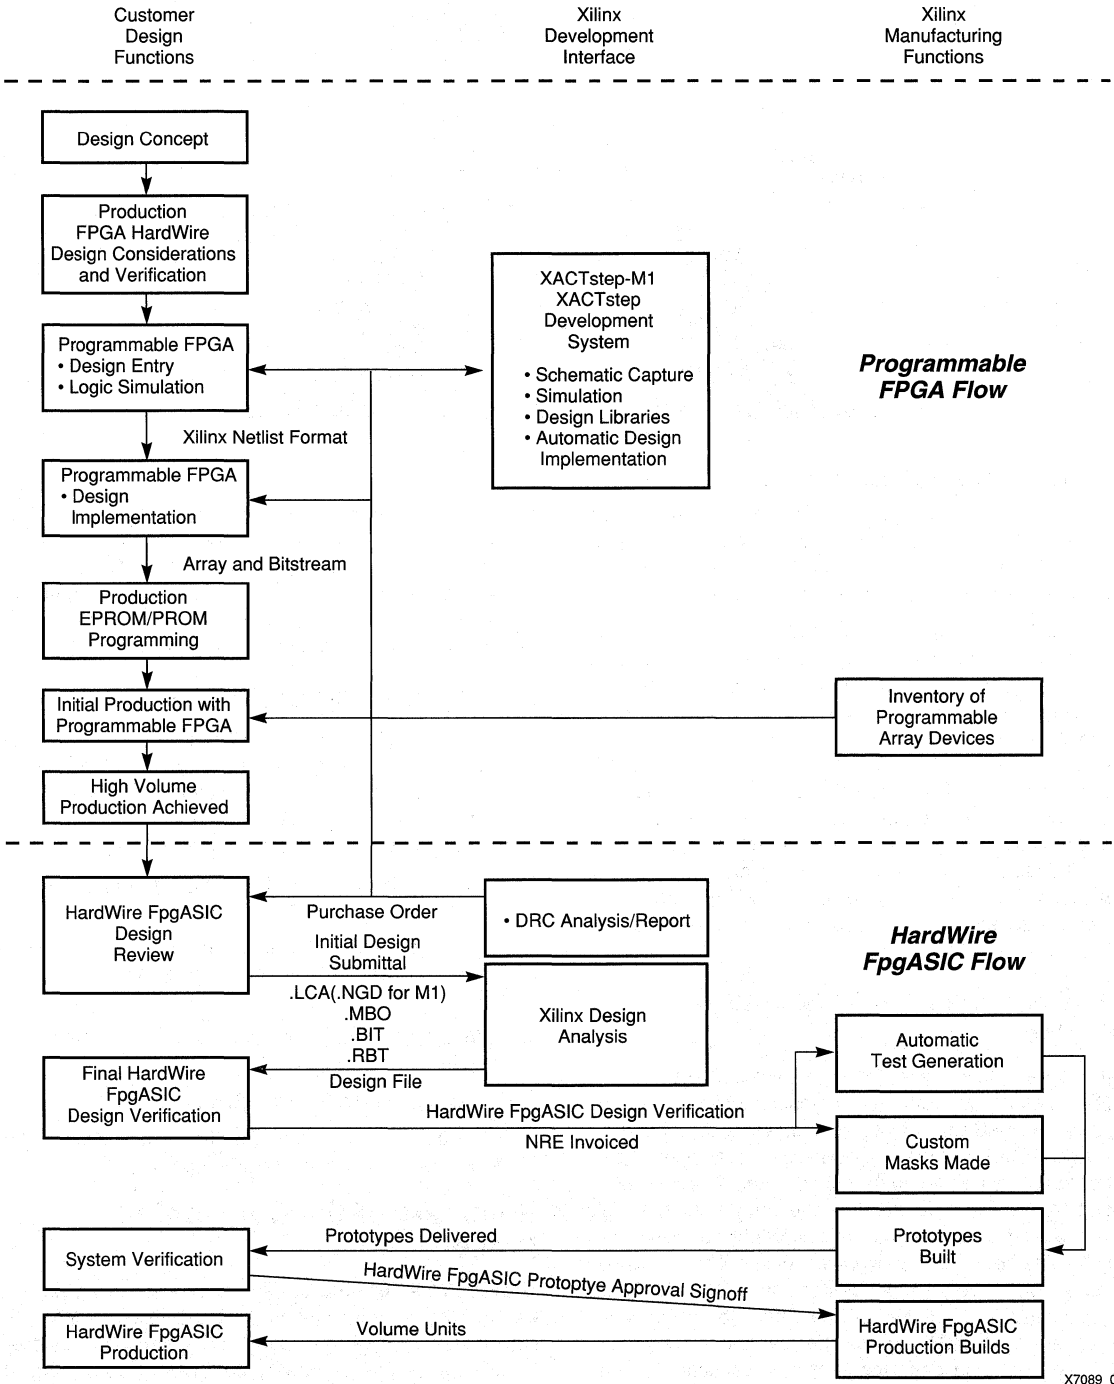 Customer
Design
Functions
Xilinx
Development
Interface
Xilinx
Manufacturing
Functions
Design Concept
Production
FPGA HardWire
Design Considerations
and Verification
Programmable FPGA
• Design Entry
• Logic Simulation
XACTstep-M1
XACTstep
Development
System
• Schematic Capture
• Simulation
• Design Libraries
• Automatic Design
Implementation
Programmable
FPGA Flow
Xilinx Netlist Format
Programmable FPGA
• Design
Implementation
Array and Bitstream
Production
EPROM/PROM
Programming
Initial Production with
Programmable FPGA
Inventory of
Programmable
Array Devices
High Volume
Production Achieved
HardWire FpgASIC
Design
Review
Purchase Order
Initial Design
Submittal
.LCA(.NGD for M1)
.MBO
.BIT
.RBT
Design File
• DRC Analysis/Report
Xilinx Design
Analysis
HardWire
FpgASIC Flow
Automatic
Test Generation
Final HardWire
FpgASIC
Design Verification
HardWire FpgASIC Design Verification
NRE Invoiced
Custom
Masks Made
Prototypes Delivered
Prototypes
Built
System Verification
HardWire FpgASIC Protoptye Approval Signoff
HardWire FpgASIC
Production
Volume Units
HardWire FpgASIC
Production Builds
X7089